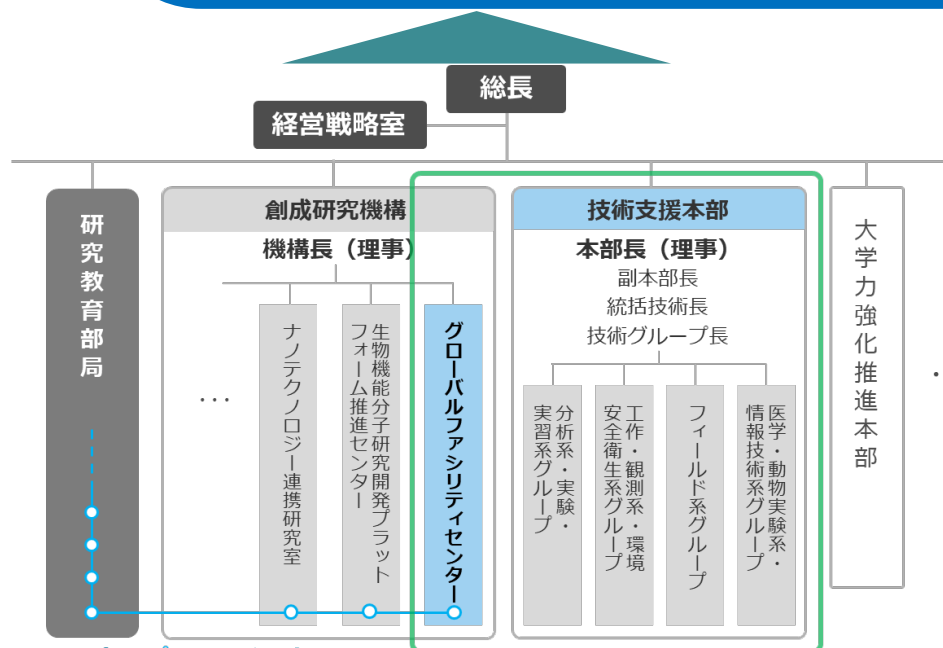 総長
経営戦略室
研究教育部局
創成研究機構
機構長（理事）
・・・
ナノテクノロジー連携研究室
生物機能分子研究開発プラット
フォーム推進センター
グローバルファシリティセンター
技術支援本部
本部長（理事）
副本部長
統括技術長
技術グループ長
分析系・実験・
実習系グループ
工作・観測系・環境
安全衛生系グループ
フィールド系グループ
医学・動物実験系・
情報技術系グループ
大学力強化推進本部
・